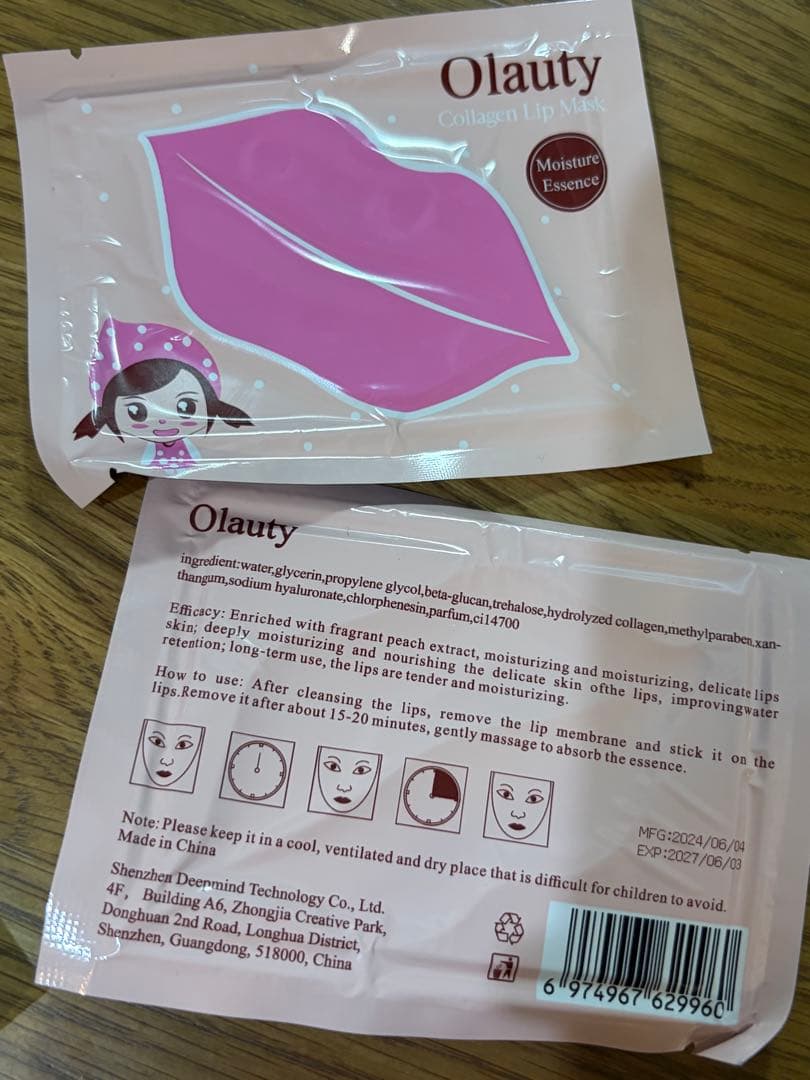 Olauty
Collagen Lip Mask
Moisture
Essence
Olauty
ingredient:water,glycerin,propylene glycol,beta-glucan,trehalose,hydrolyzed collagen,methylparaben,xan-
thangum,sodium hyaluronate,chlorphenesin,parfum,ci14700
Efficacy: Enriched with fragrant peach extract, moisturizing and moisturizing, delicate lips
skin; deeply moisturizing and nourishing the delicate skin ofthe lips, improvingwater
retention; long-term use, the lips are tender and moisturizing.
How to use: After cleansing the lips, remove the lip membrane and stick it on the
lips.Remove it after about 15-20 minutes, gently massage to absorb the essence.
MFG:2024/06/04
EXP:2027/06/03
Note: Please keep it in a cool, ventilated and dry place that is difficult for children to avoid.
Made in China
Shenzhen Deepmind Technology Co., Ltd.
4F, Building A6, Zhongjia Creative Park,
Donghuan 2nd Road, Longhua District,
Shenzhen, Guangdong, 518000, China
6 974967 629960